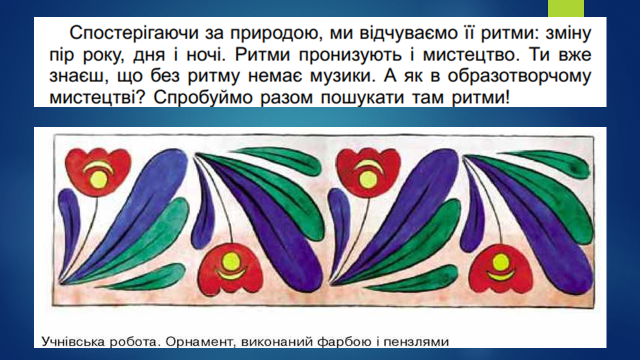 Спостерігаючи за природою, ми відчуваємо її ритми: зміну
пір року, дня і ночі. Ритми пронизують і мистецтво. Ти вже
знаєш, що без ритму немає музики. А як в образотворчому
мистецтві? Спробуймо разом пошукати там ритми!
Учнівська робота. Орнамент, виконаний фарбою і пензлями